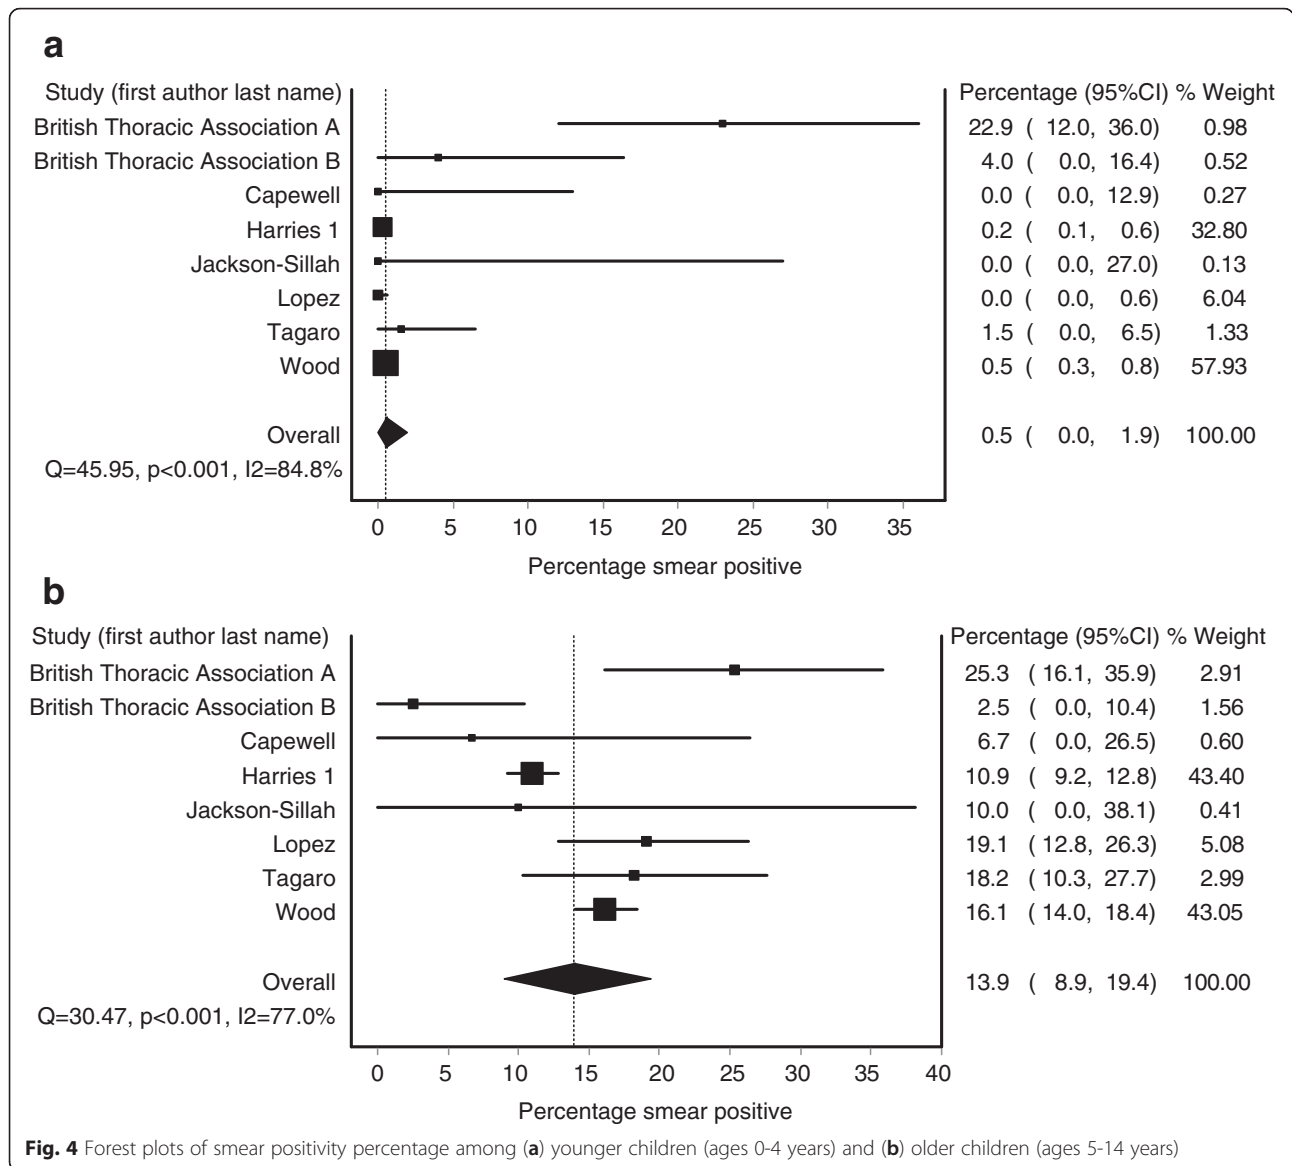 a
Study (first author last name) Percentage (95%CI) % Weight
British Thoracic Association A 22.9 ( 12.0, 36.0) 0.98
British Thoracic Association B 4.0 ( 0.0, 16.4) 0.52
Capewell 0.0 ( 0.0, 12.9) 0.27
Harries 1 0.2 ( 0.1, 0.6) 32.80
Jackson-Sillah 0.0 ( 0.0, 27.0) 0.13
Lopez 0.0 ( 0.0, 0.6) 6.04
Tagaro 1.5 ( 0.0, 6.5) 1.33
Wood 0.5 ( 0.3, 0.8) 57.93
Overall 0.5 ( 0.0, 1.9) 100.00
Q=45.95, p<0.001, I2=84.8%
0 5 10 15 20 25 30 35
Percentage smear positive
b
Study (first author last name) Percentage (95%CI) % Weight
British Thoracic Association A 25.3 ( 16.1, 35.9) 2.91
British Thoracic Association B 2.5 ( 0.0, 10.4) 1.56
Capewell 6.7 ( 0.0, 26.5) 0.60
Harries 1 10.9 ( 9.2, 12.8) 43.40
Jackson-Sillah 10.0 ( 0.0, 38.1) 0.41
Lopez 19.1 ( 12.8, 26.3) 5.08
Tagaro 18.2 ( 10.3, 27.7) 2.99
Wood 16.1 ( 14.0, 18.4) 43.05
Overall 13.9 ( 8.9, 19.4) 100.00
Q=30.47, p<0.001, I2=77.0%
0 5 10 15 20 25 30 35 40
Percentage smear positive
Fig. 4 Forest plots of smear positivity percentage among (a) younger children (ages 0-4 years) and (b) older children (ages 5-14 years)